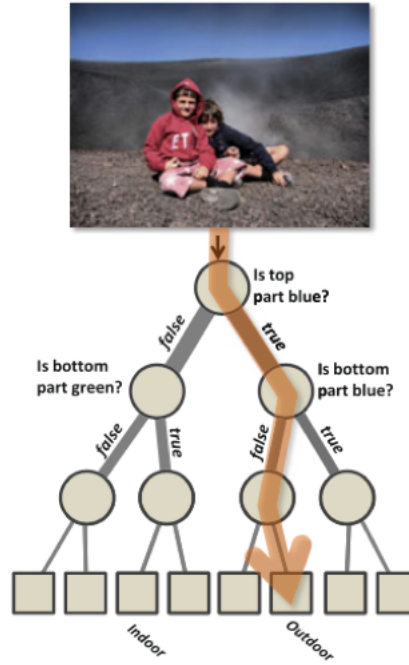 ET
Is top
part blue?
false
true
Is bottom
part green?
Is bottom
part blue?
false
true
false
true
Indoor
Outdoor